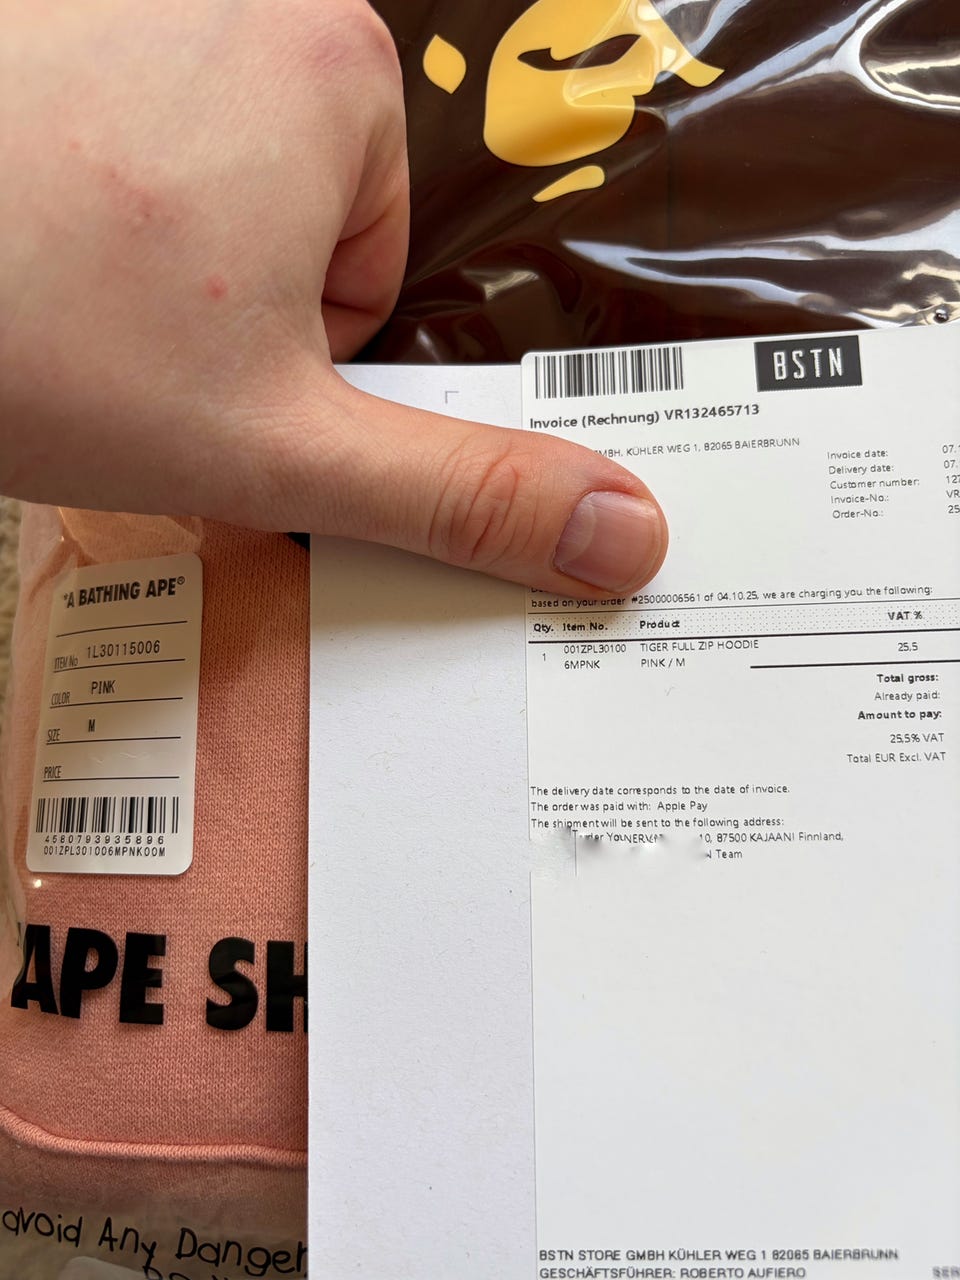 BSTN
Invoice (Rechnung) VR132465713
GMBH, KÜHLER WEG 1, 82065 BAIERBRUNN
Invoice date: 07.
Delivery date: 07.
Customer number: 127
Invoice-No.: VR
Order-No.: 25
based on your order #25000006561 of 04.10.25, we are charging you the following:
Qty. Item No. Product VAT %
1 001ZPL30100 TIGER FULL ZIP HOODIE 25,5
6MPNK PINK / M
Total gross:
Already paid:
Amount to pay:
25,5% VAT
Total EUR Excl. VAT
The delivery date corresponds to the date of invoice.
The order was paid with: Apple Pay
The shipment will be sent to the following address:
10, 87500 KAJAANI Finnland,
Team
BSTN STORE GMBH KÜHLER WEG 1 82065 BAIERBRUNN
GESCHÄFTSFÜHRER: ROBERTO AUFIERO
*A BATHING APE®
ITEM No 1L30115006
COLOR PINK
SIZE M
PRICE
4580793935896
001ZPL301006MPNK00M
APE SH
avoid Any Danger